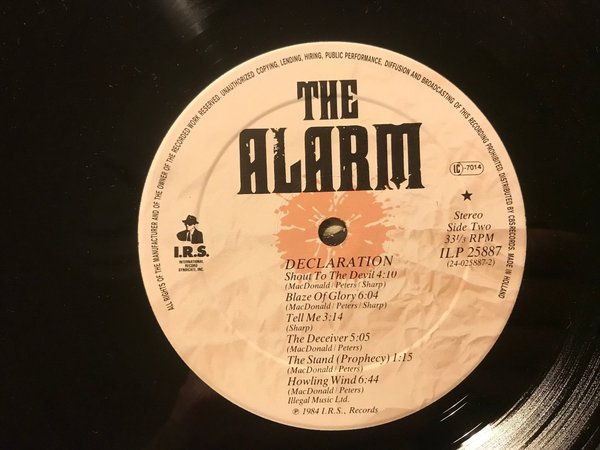 ALL RIGHTS OF THE MANUFACTURER AND OF THE OWNER OF THE RECORDED WORK RESERVED. UNAUTHORIZED COPYING, LENDING, HIRING, PUBLIC PERFORMANCE, DIFFUSION AND BROADCASTING OF THIS RECORDING PROHIBITED. DISTRIBUTED BY CBS RECORDS. MADE IN HOLLAND
THE
ALARM
LC-7014
I.R.S.
INTERNATIONAL
RECORD
SYNDICATE, INC.
Stereo
Side Two
33 1/3 RPM
ILP 25887
(24-025887-2)
DECLARATION
Shout To The Devil 4:10
(MacDonald/Peters/Sharp)
Blaze Of Glory 6:04
(MacDonald/Peters/Sharp)
Tell Me 3:14
(Sharp)
The Deceiver 5:05
(MacDonald/Peters)
The Stand (Prophecy) 1:15
(MacDonald/Peters)
Howling Wind 6:44
(MacDonald/Peters)
Illegal Music Ltd.
℗ 1984 I.R.S., Records